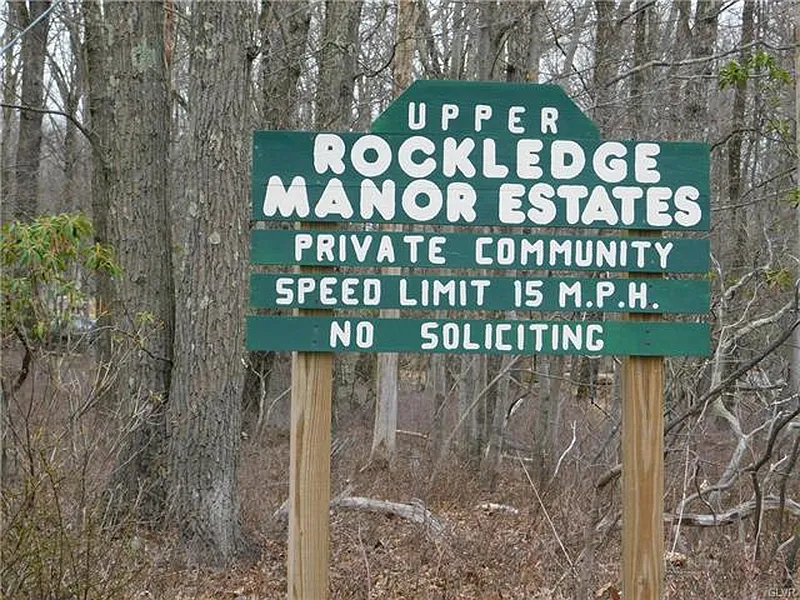 UPPER
ROCKLEDGE
MANOR ESTATES
PRIVATE COMMUNITY
SPEED LIMIT 15 M.P.H.
NO SOLICITING
GLVR